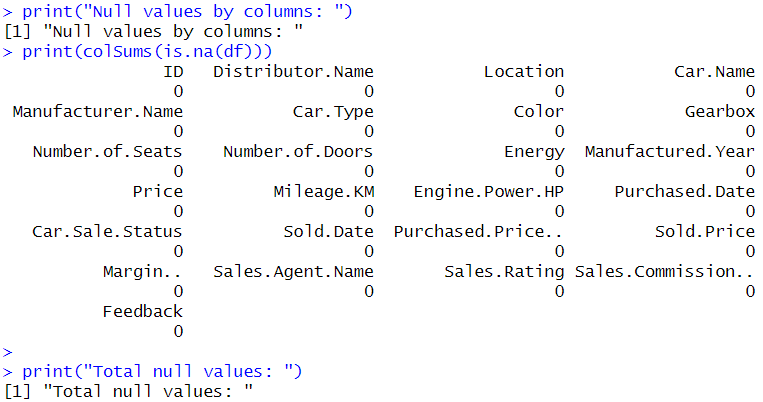 > print("Null values by columns: ")
[1] "Null values by columns: "
> print(colSums(is.na(df)))
                ID   Distributor.Name           Location           Car.Name
                 0                  0                  0                  0
 Manufacturer.Name           Car.Type              Color            Gearbox
                 0                  0                  0                  0
   Number.of.Seats    Number.of.Doors             Energy  Manufactured.Year
                 0                  0                  0                  0
             Price         Mileage.KM    Engine.Power.HP     Purchased.Date
                 0                  0                  0                  0
   Car.Sale.Status          Sold.Date  Purchased.Price..         Sold.Price
                 0                  0                  0                  0
          Margin..   Sales.Agent.Name       Sales.Rating Sales.Commission..
                 0                  0                  0                  0
          Feedback
                 0
>
> print("Total null values: ")
[1] "Total null values: "